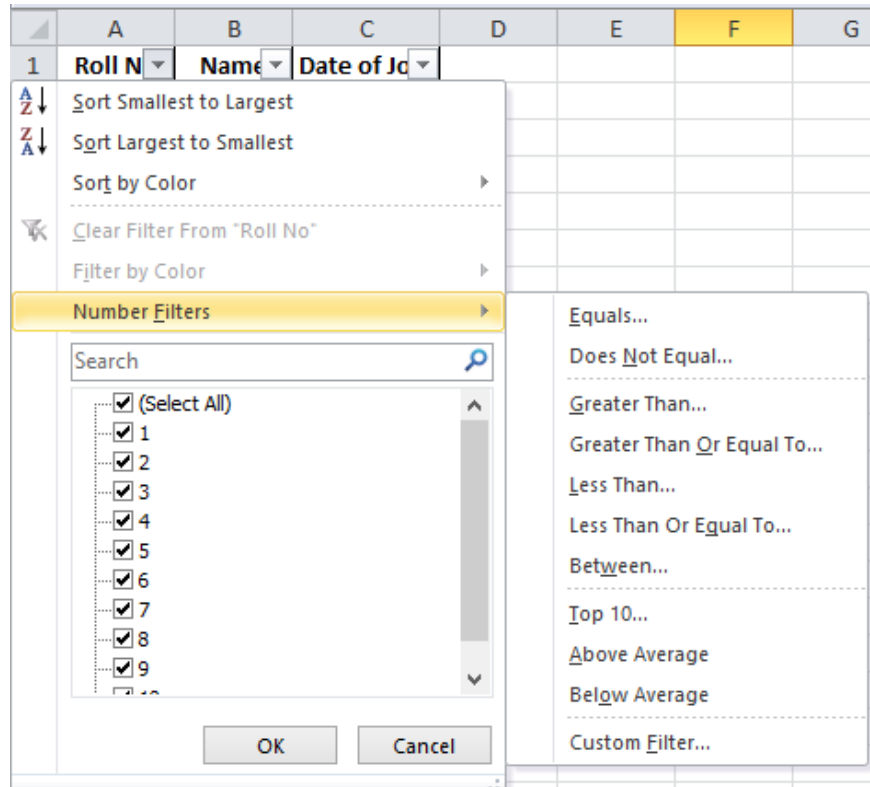 A B C D E F G
1 Roll N Name Date of Jo
Sort Smallest to Largest
Sort Largest to Smallest
Sort by Color
Clear Filter From "Roll No"
Filter by Color
Number Filters
Search
(Select All)
1
2
3
4
5
6
7
8
9
OK Cancel
Equals...
Does Not Equal...
Greater Than...
Greater Than Or Equal To...
Less Than...
Less Than Or Equal To...
Between...
Top 10...
Above Average
Below Average
Custom Filter...